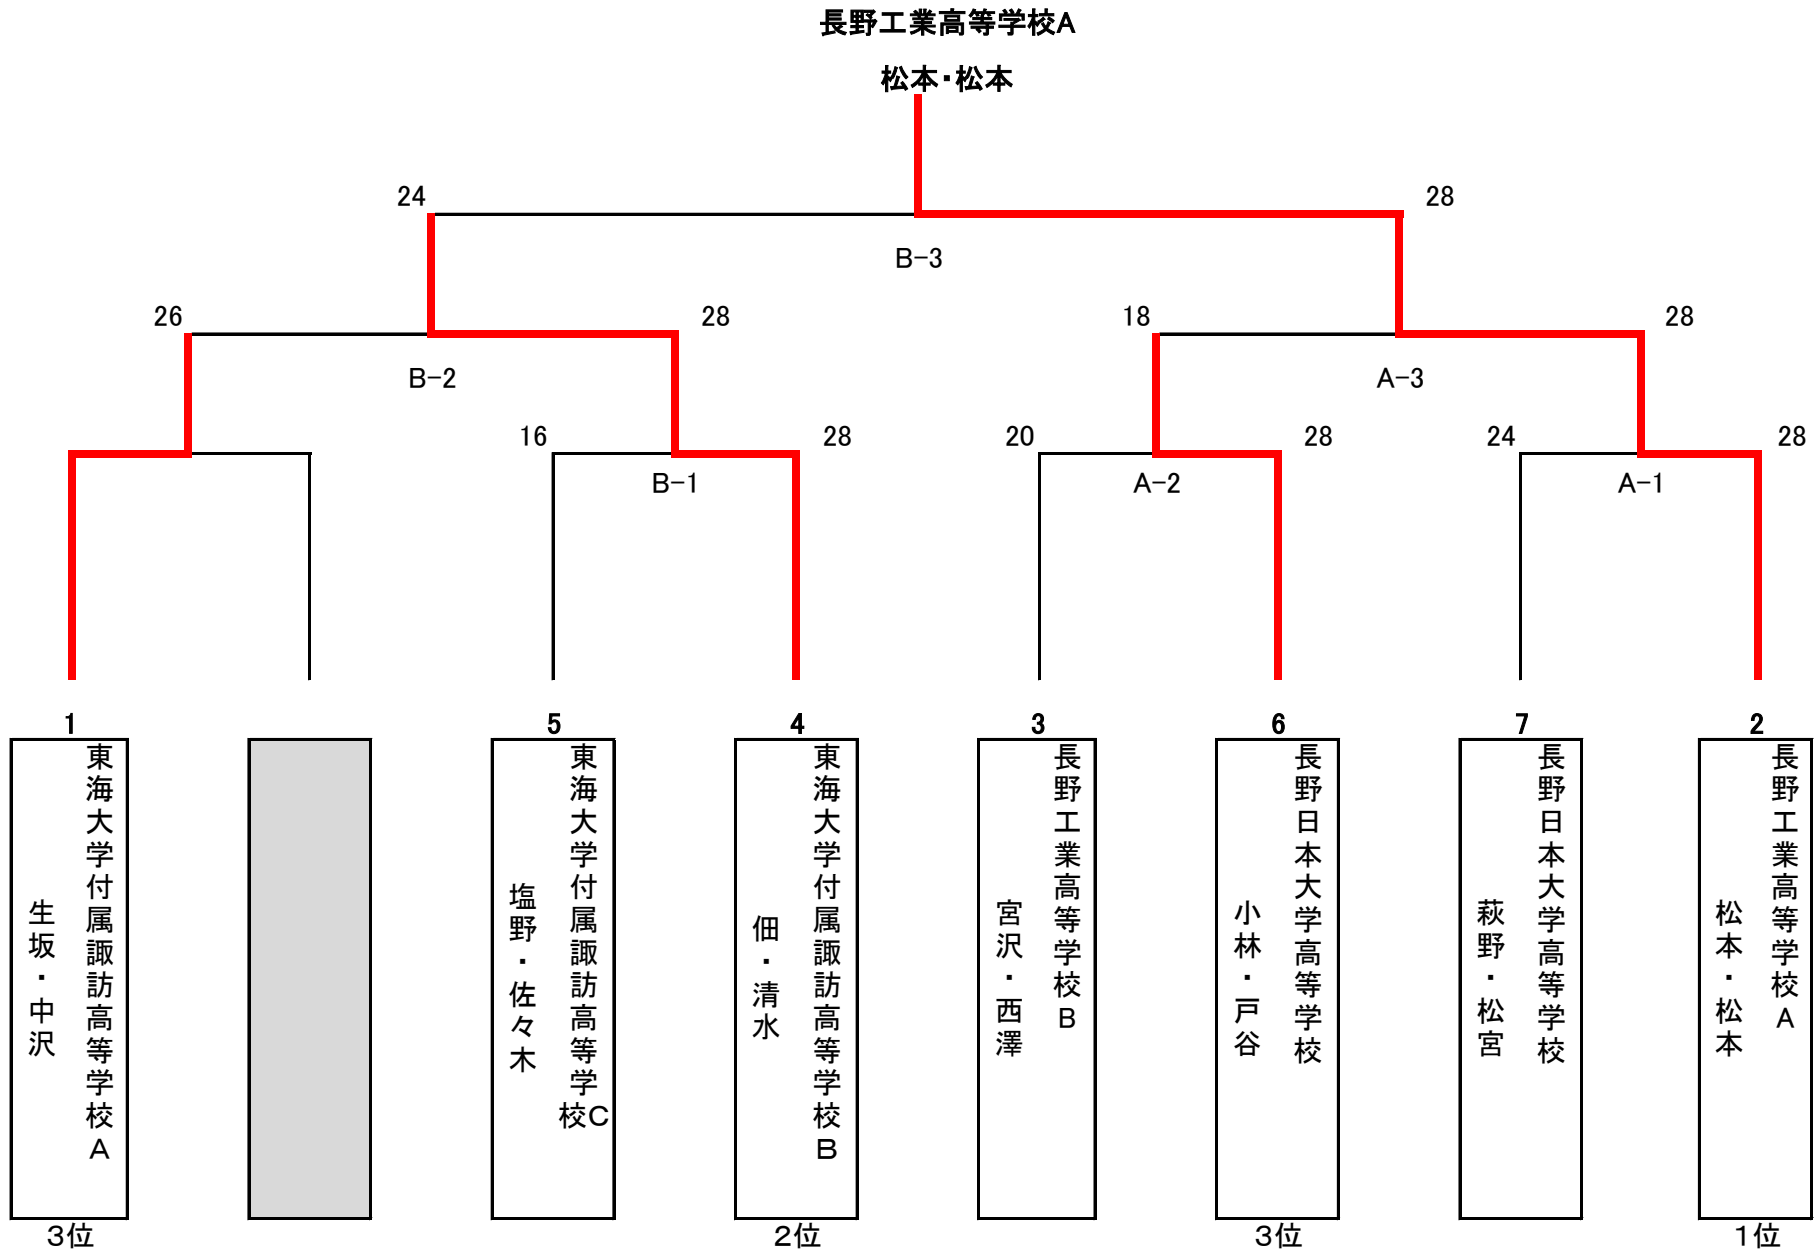 長野工業高等学校A
松本・松本
24
28
B-3
26
28
18
28
B-2
A-3
16
28
20
28
24
28
B-1
A-2
A-1
1
5
4
3
6
7
2
東海大学付属諏訪高等学校A
生坂・中沢
東海大学付属諏訪高等学校C
塩野・佐々木
東海大学付属諏訪高等学校B
佃・清水
長野工業高等学校B
宮沢・西澤
長野日本大学高等学校
小林・戸谷
長野日本大学高等学校
萩野・松宮
長野工業高等学校A
松本・松本
3位
2位
3位
1位